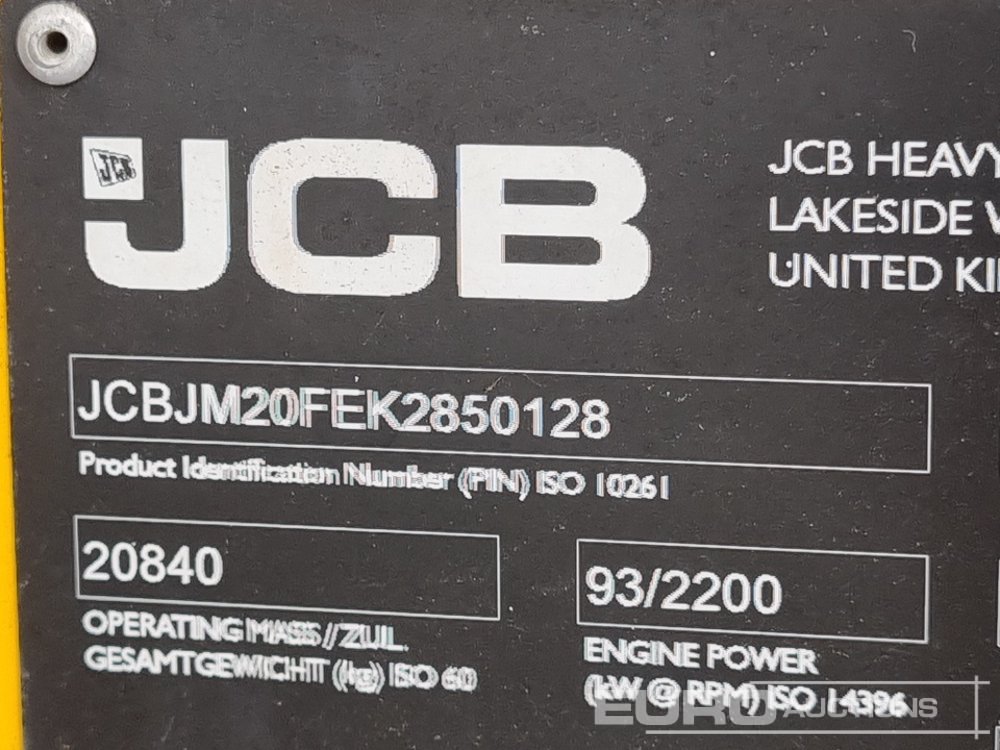 JCB
JCB
JCB HEAVY
LAKESIDE
UNITED
JCBJM20FEK2850128
Product Identification Number (PIN) ISO 10261
20840
OPERATING MASS / ZUL.
GESAMTGEWICHT (kg) ISO 60
93/2200
ENGINE POWER
(kW @ RPM) ISO 14396
EURO AUCTIONS